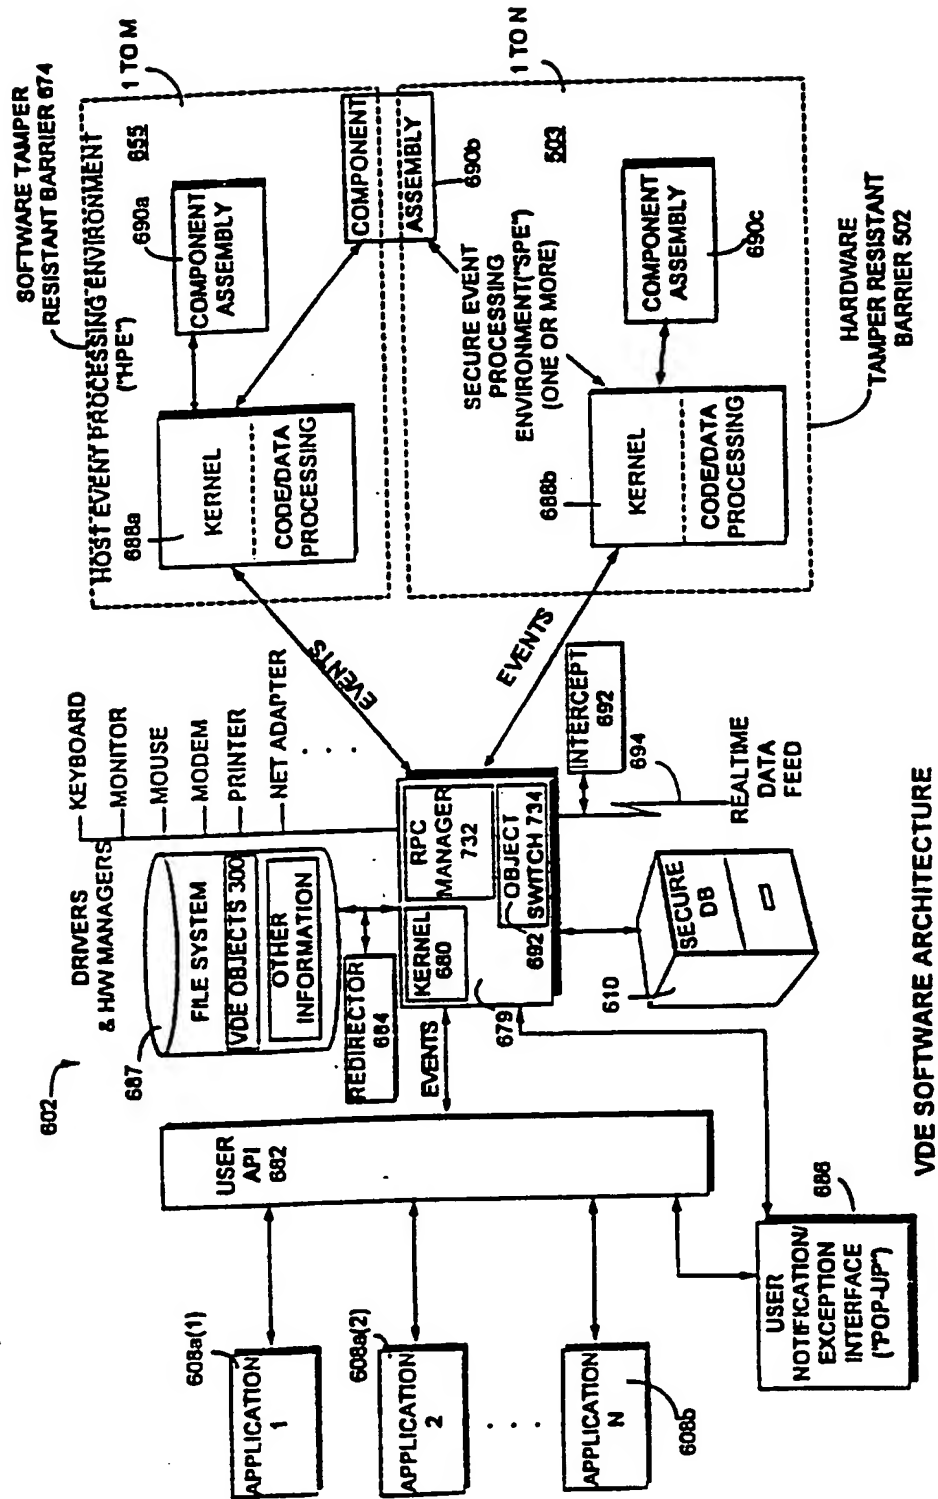 SOFTWARE TAMPER
RESISTANT BARRIER 674
1 TO M
HOST EVENT PROCESSING ENVIRONMENT
("HPE")
655
690a
COMPONENT
ASSEMBLY
688a
KERNEL
CODE/DATA
PROCESSING
COMPONENT
ASSEMBLY
690b
1 TO N
503
SECURE EVENT
PROCESSING
ENVIRONMENT("SPE")
(ONE OR MORE)
COMPONENT
ASSEMBLY
690c
688b
KERNEL
CODE/DATA
PROCESSING
HARDWARE
TAMPER RESISTANT
BARRIER 502
EVENTS
EVENTS
602
DRIVERS
& H/W MANAGERS
KEYBOARD
MONITOR
MOUSE
MODEM
PRINTER
NET ADAPTER
. . .
687
FILE SYSTEM
VDE OBJECTS 300
OTHER
INFORMATION
REDIRECTOR
684
KERNEL
680
RPC
MANAGER
732
692
OBJECT
SWITCH 734
679
INTERCEPT
692
694
REALTIME
DATA
FEED
610
SECURE
DB
EVENTS
USER
API
682
608a(1)
APPLICATION
1
608a(2)
APPLICATION
2
. . .
APPLICATION
N
608b
686
USER
NOTIFICATION/
EXCEPTION
INTERFACE
("POP-UP")
VDE SOFTWARE ARCHITECTURE